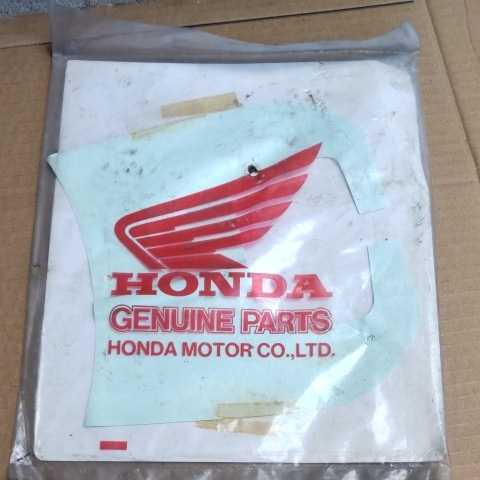 HONDA
GENUINE PARTS
HONDA MOTOR CO.,LTD.